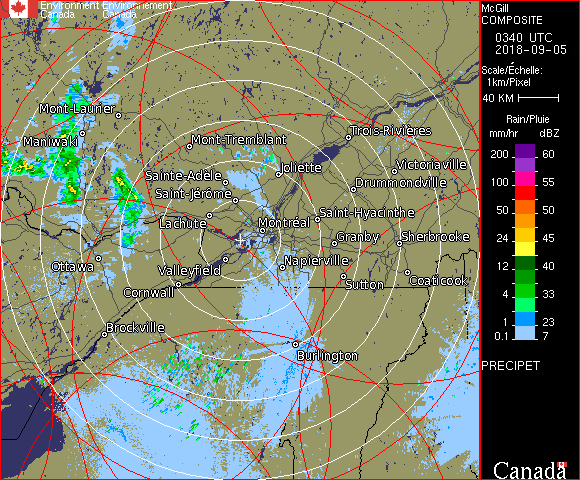 Environment Environnement
Canada Canada
McGill
COMPOSITE
0340 UTC
2018-09-05
Scale/Échelle:
1km/Pixel
40 KM
Rain/Pluie
mm/hr dBZ
200 60
100 55
50 50
24 45
12 40
4 33
1 23
0.1 7
PRECIPET
Canada
Mont-Laurier
Maniwaki
Mont-Tremblant
Trois-Rivières
Sainte-Adèle
Joliette
Victoriaville
Saint-Jérôme
Drummondville
Lachute
Montréal
Saint-Hyacinthe
Granby
Sherbrooke
Ottawa
Valleyfield
Napierville
Cornwall
Sutton
Coaticook
Brockville
Burlington